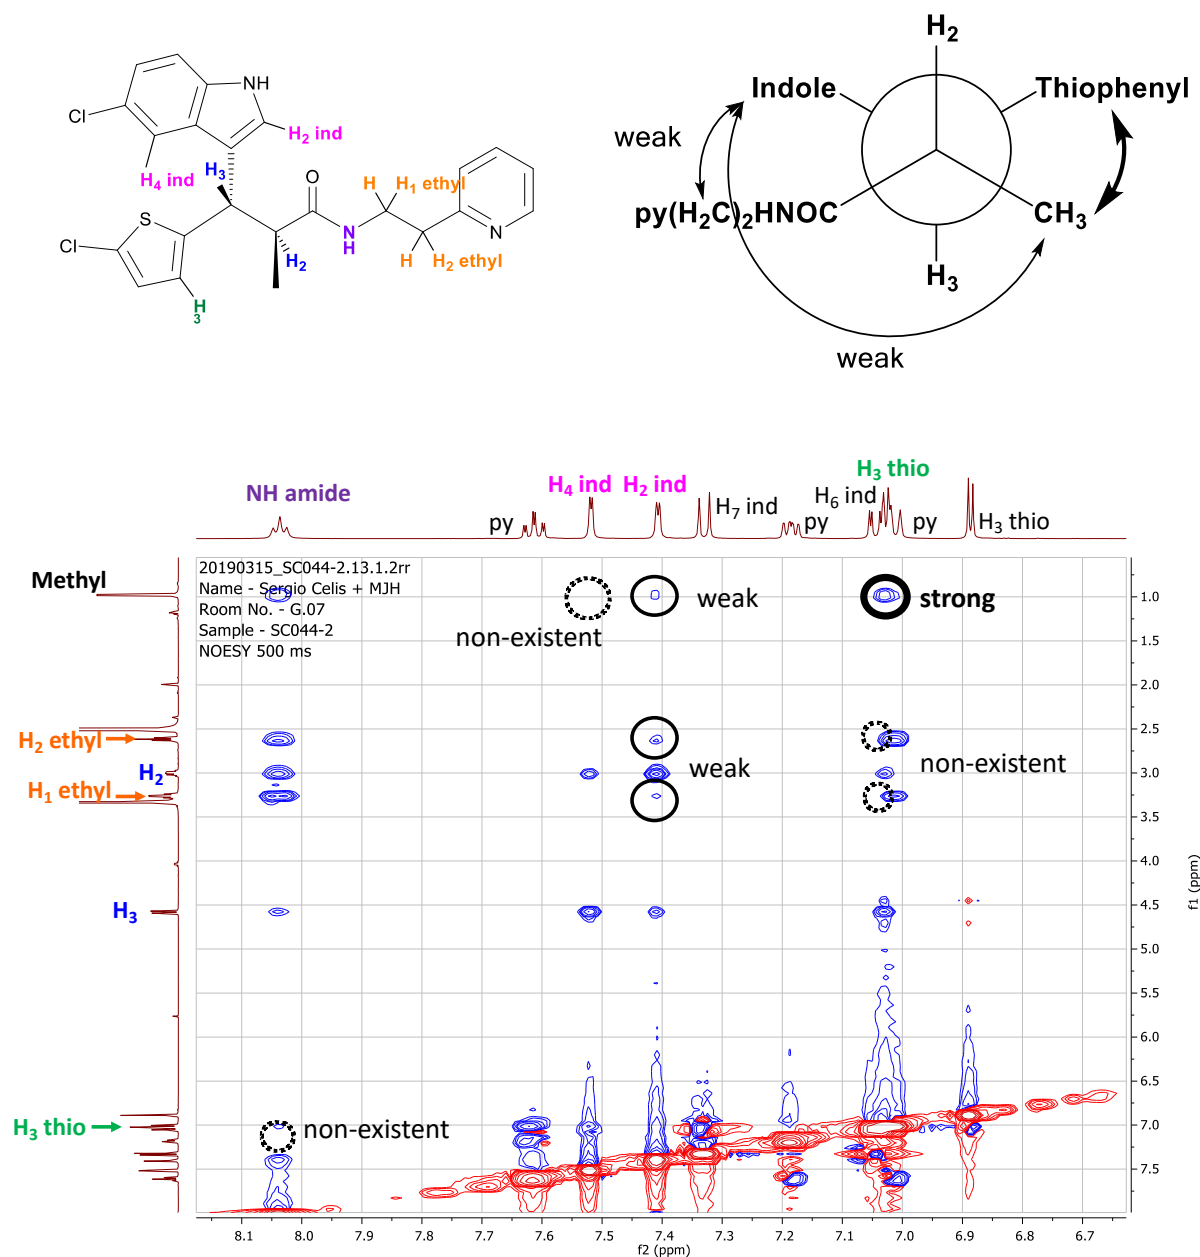 NH
Cl
H2 ind
H4 ind
H3
O
H
H1 ethyl
S
Cl
N
H
N
H2
H
H2 ethyl
H
3
H2
Indole
Thiophenyl
weak
py(H2C)2HNOC
CH3
H3
weak
NH amide
H4 ind
H2 ind
H3 thio
py
H7 ind
py
H6 ind
py
H3 thio
Methyl
20190315_SC044-2.13.1.2rr
Name - Sergio Celis + MJH
Room No. - G.07
Sample - SC044-2
NOESY 500 ms
non-existent
weak
strong
H2 ethyl
H2
H1 ethyl
weak
non-existent
H3
H3 thio
non-existent
1.0
1.5
2.0
2.5
3.0
3.5
4.0
4.5
5.0
5.5
6.0
6.5
7.0
7.5
f1 (ppm)
8.1 8.0 7.9 7.8 7.7 7.6 7.5 7.4 7.3 7.2 7.1 7.0 6.9 6.8 6.7
f2 (ppm)